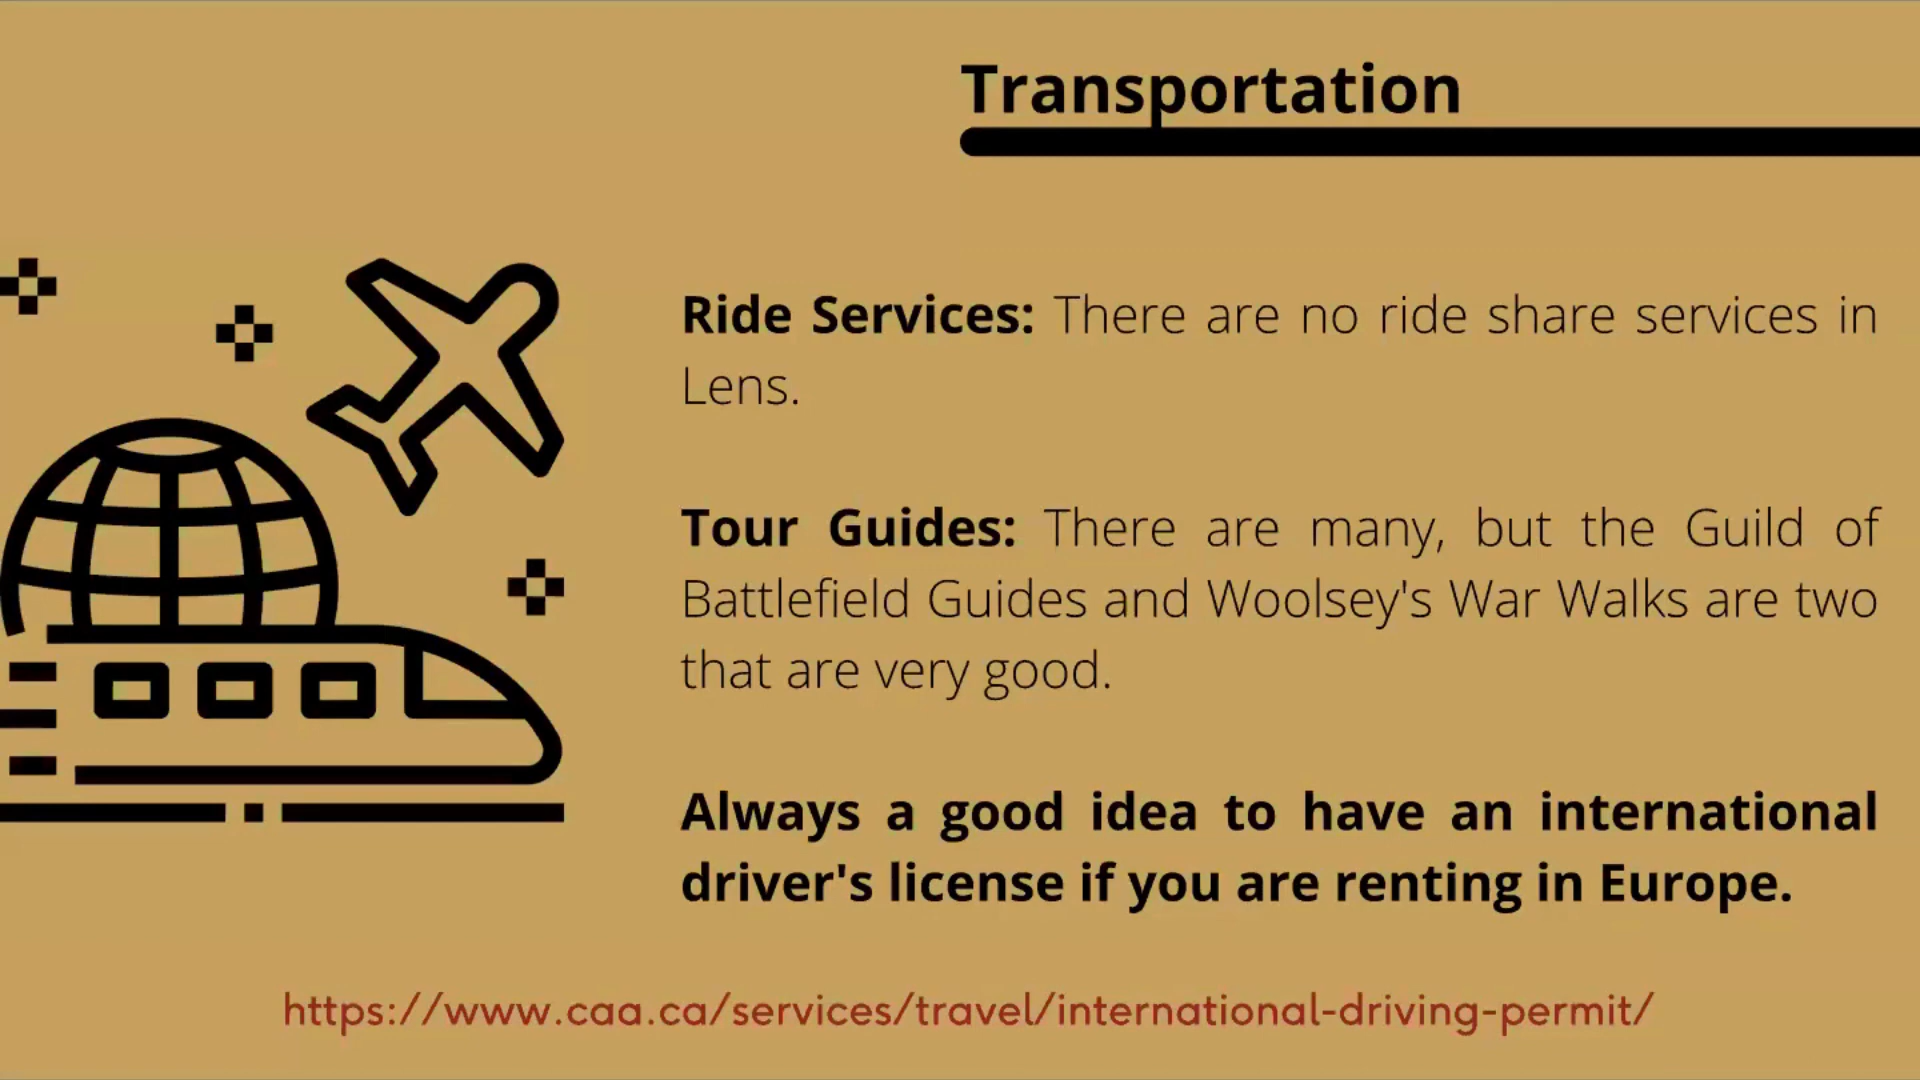 Transportation
Ride Services: There are no ride share services in
Lens.
Tour Guides: There are many, but the Guild of
Battlefield Guides and Woolsey's War Walks are two
that are very good.
Always a good idea to have an international
driver's license if you are renting in Europe.
https://www.caa.ca/services/travel/international-driving-permit/